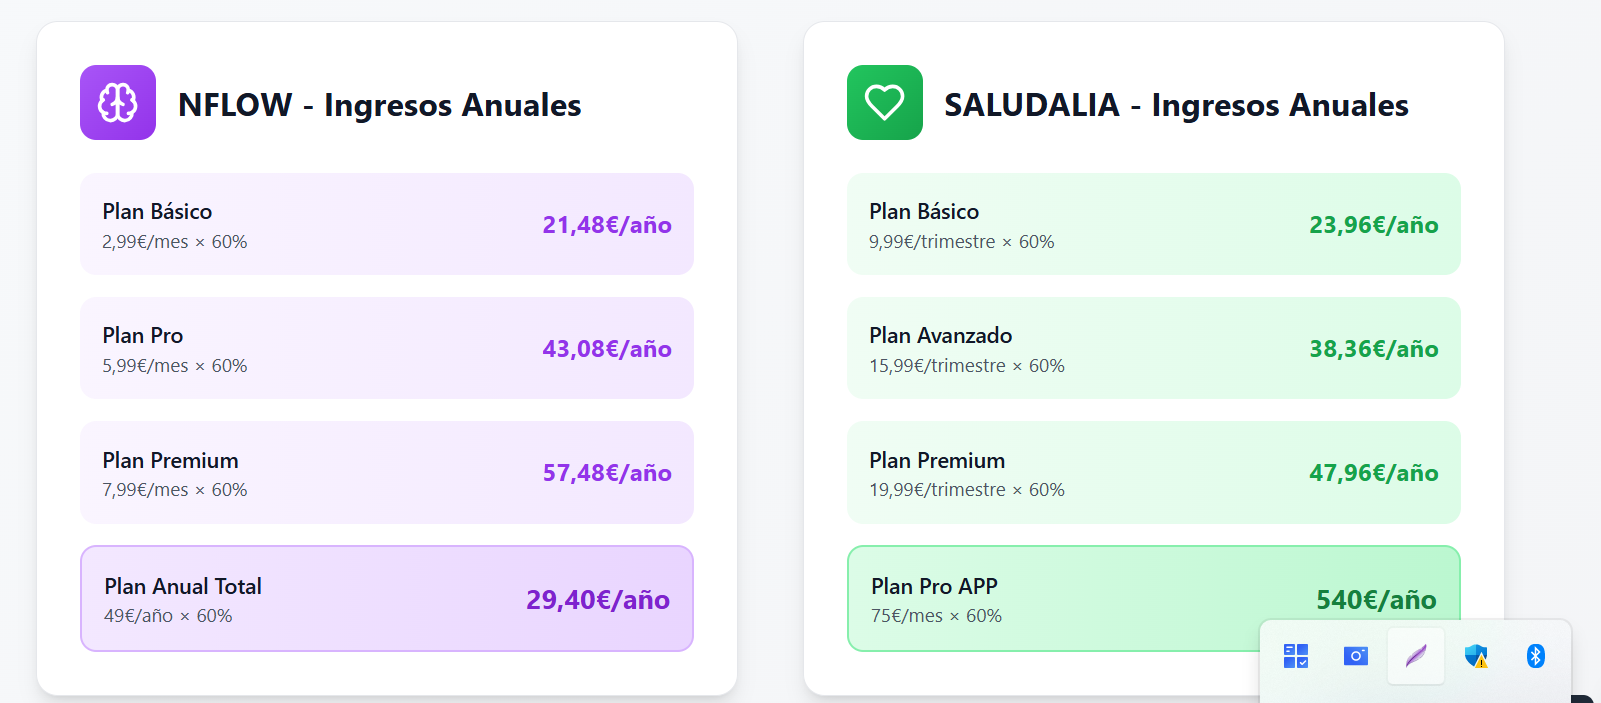 NFLOW - Ingresos Anuales
Plan Básico
2,99€/mes × 60%
21,48€/año
Plan Pro
5,99€/mes × 60%
43,08€/año
Plan Premium
7,99€/mes × 60%
57,48€/año
Plan Anual Total
49€/año × 60%
29,40€/año
SALUDALIA - Ingresos Anuales
Plan Básico
9,99€/trimestre × 60%
23,96€/año
Plan Avanzado
15,99€/trimestre × 60%
38,36€/año
Plan Premium
19,99€/trimestre × 60%
47,96€/año
Plan Pro APP
75€/mes × 60%
540€/año